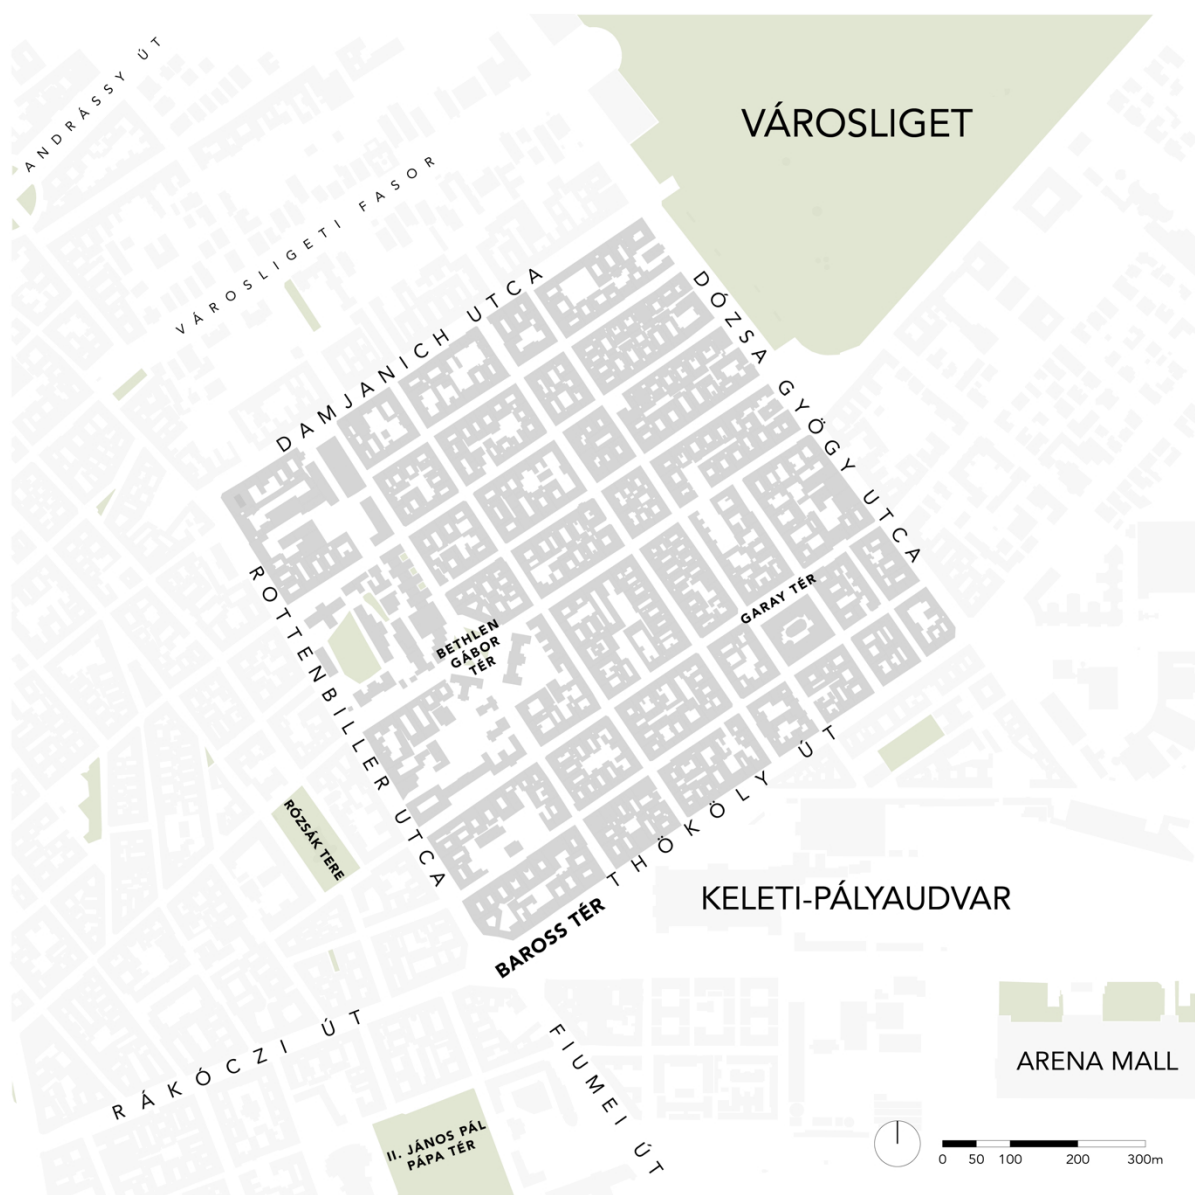 ANDRÁSSY ÚT
VÁROSLIGET
VÁROSLIGETI FASOR
DAMJANICH UTCA
DÓZSA GYÖGY UTCA
ROTTENBILLER UTCA
GARAY TÉR
BETHLEN
GÁBOR
TÉR
RÓZSÁK TERE
THÖKÖLY ÚT
BAROSS TÉR
KELETI-PÁLYAUDVAR
RÁKÓCZI ÚT
FIUMEI ÚT
ARENA MALL
II. JÁNOS PÁL
PÁPA TÉR
0 50 100 200 300m